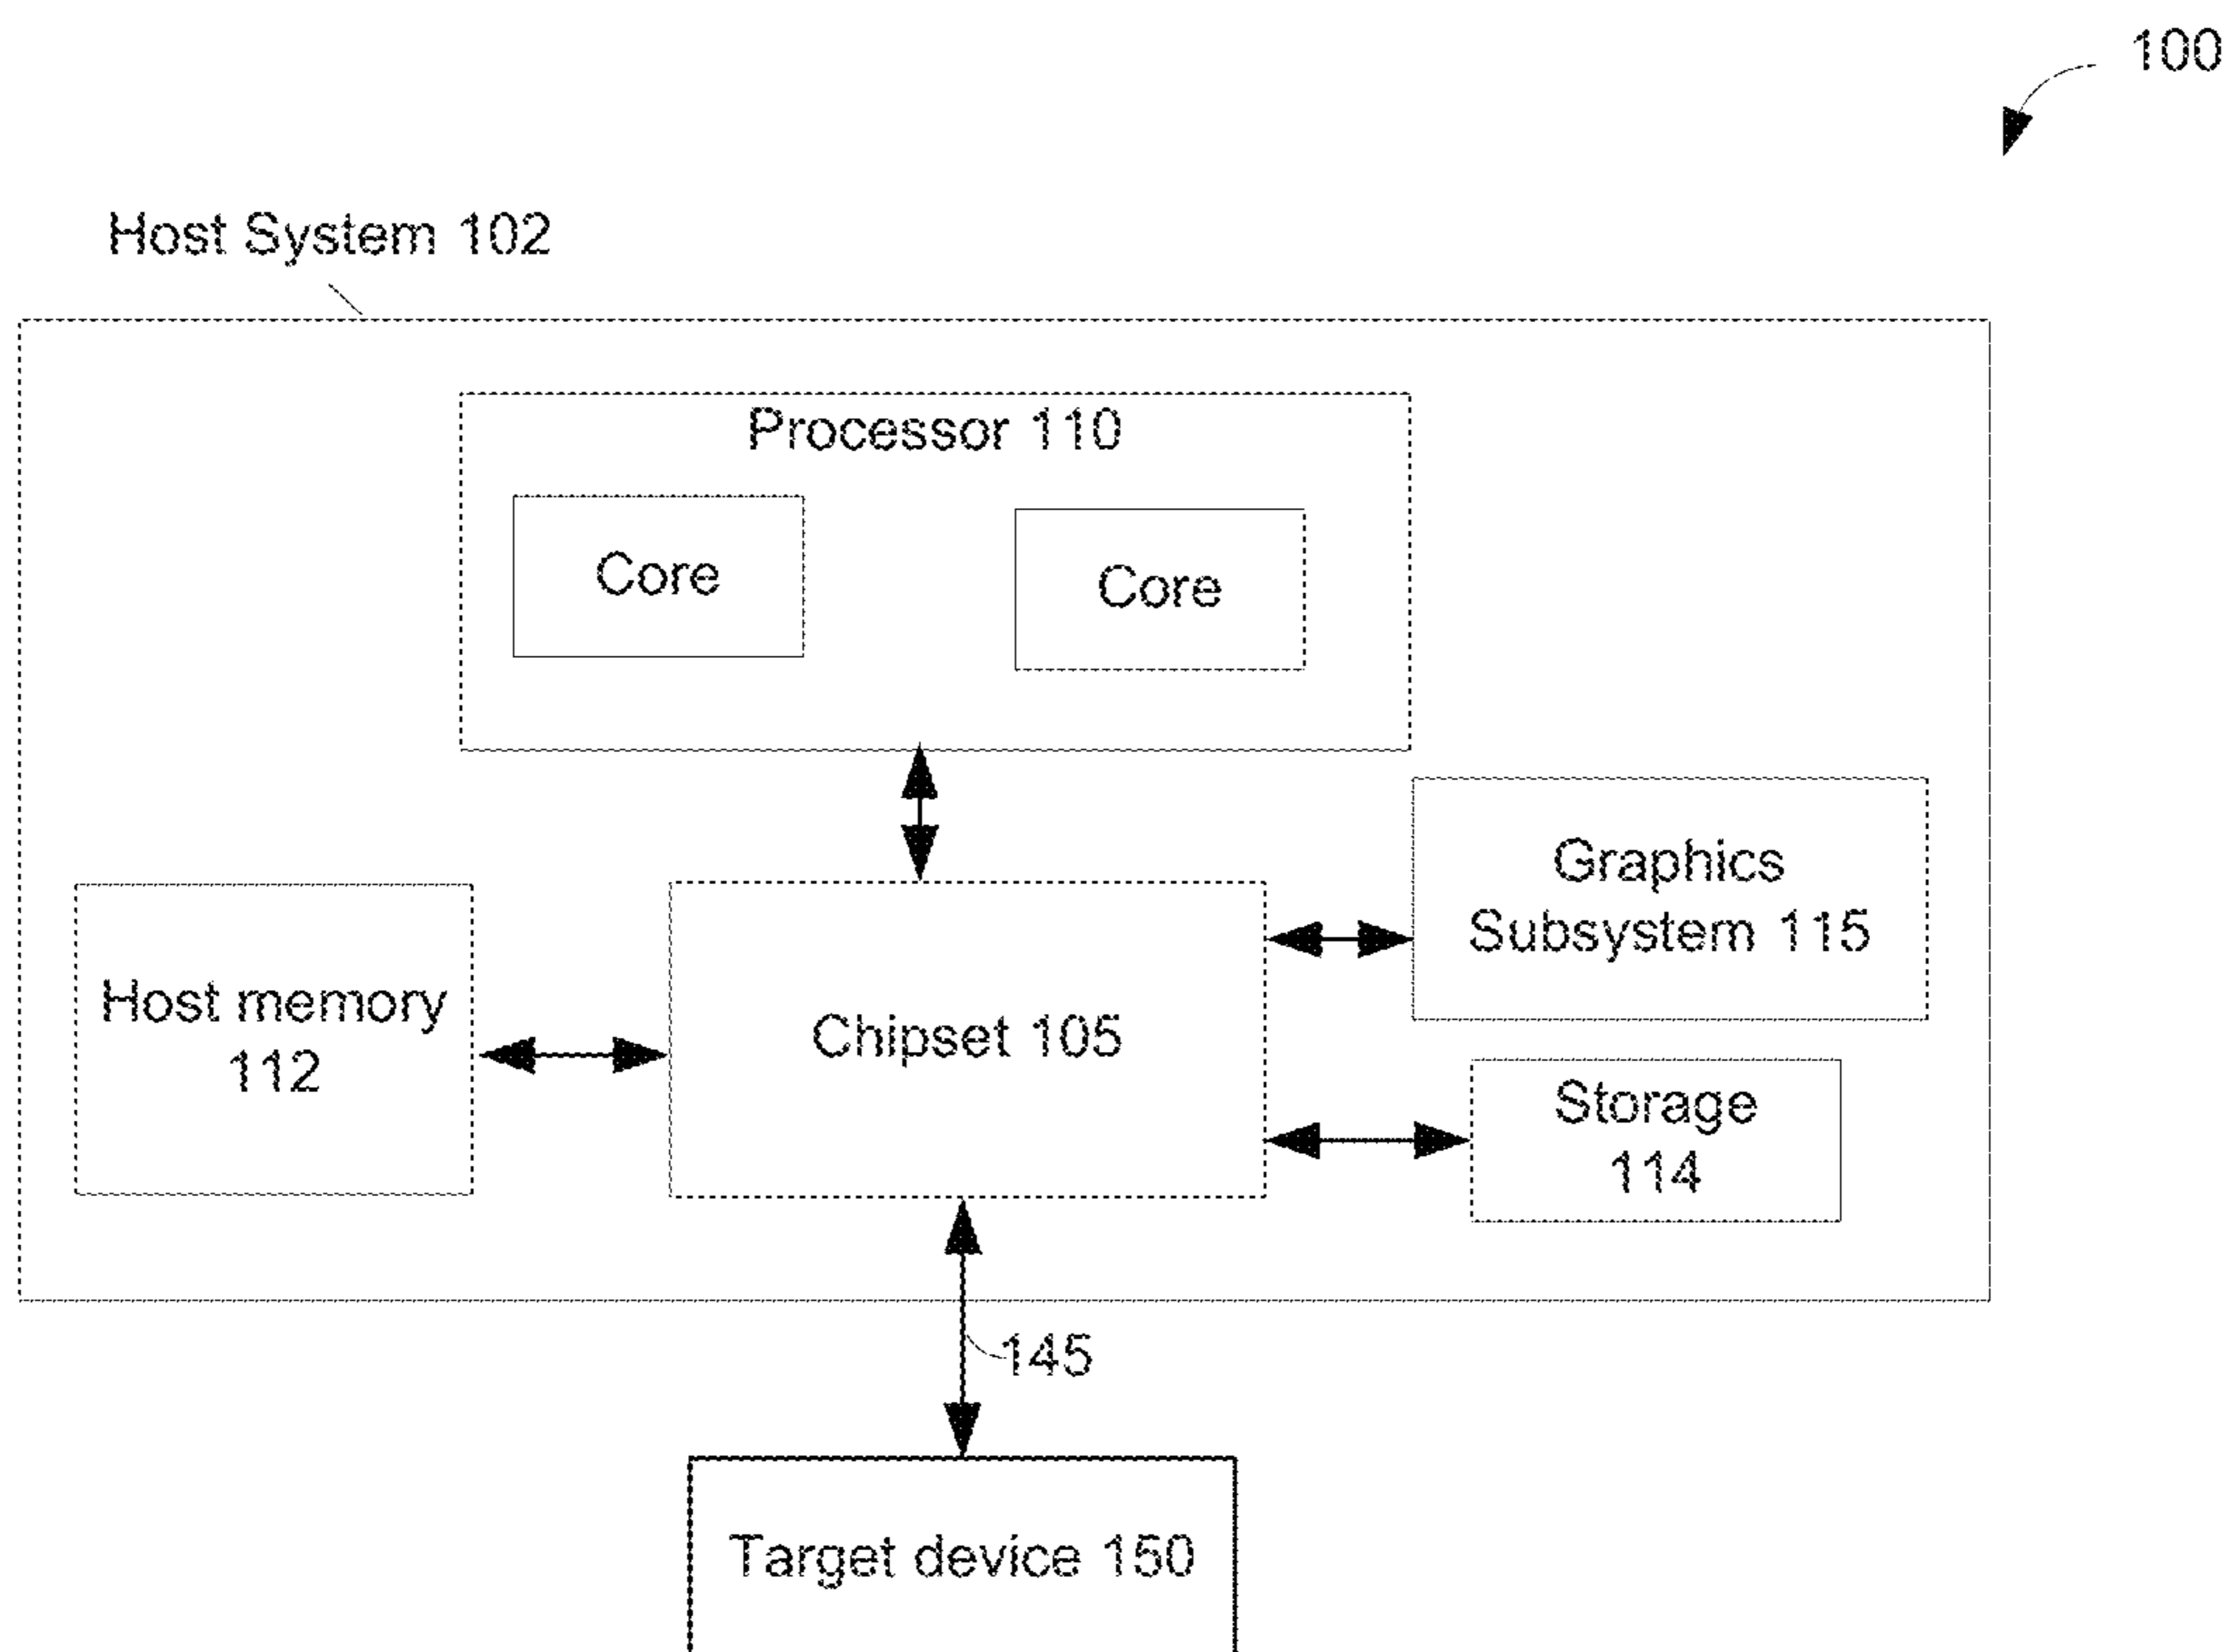 100
Host System 102
Processor 110
Core
Core
Graphics
Subsystem 115
Host memory
112
Chipset 105
Storage
114
145
Target device 150